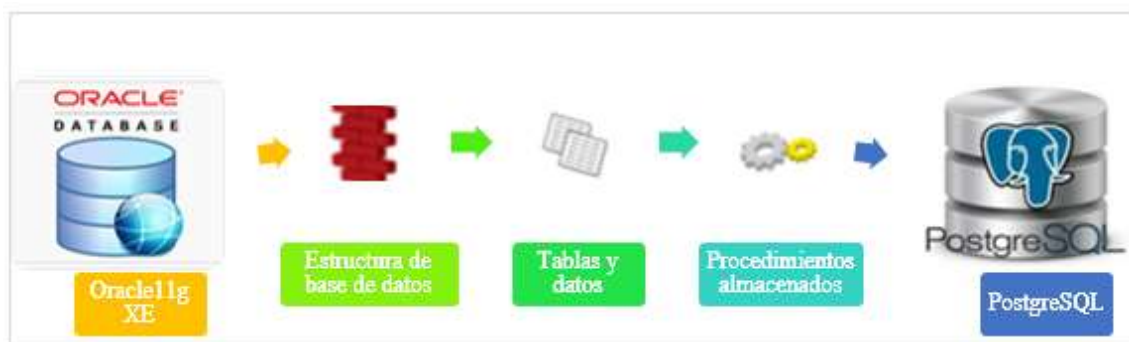 ORACLE
DATABASE
Oracle11g
XE
Estructura de
base de datos
Tablas y
datos
Procedimientos
almacenados
PostgreSQL
PostgreSQL